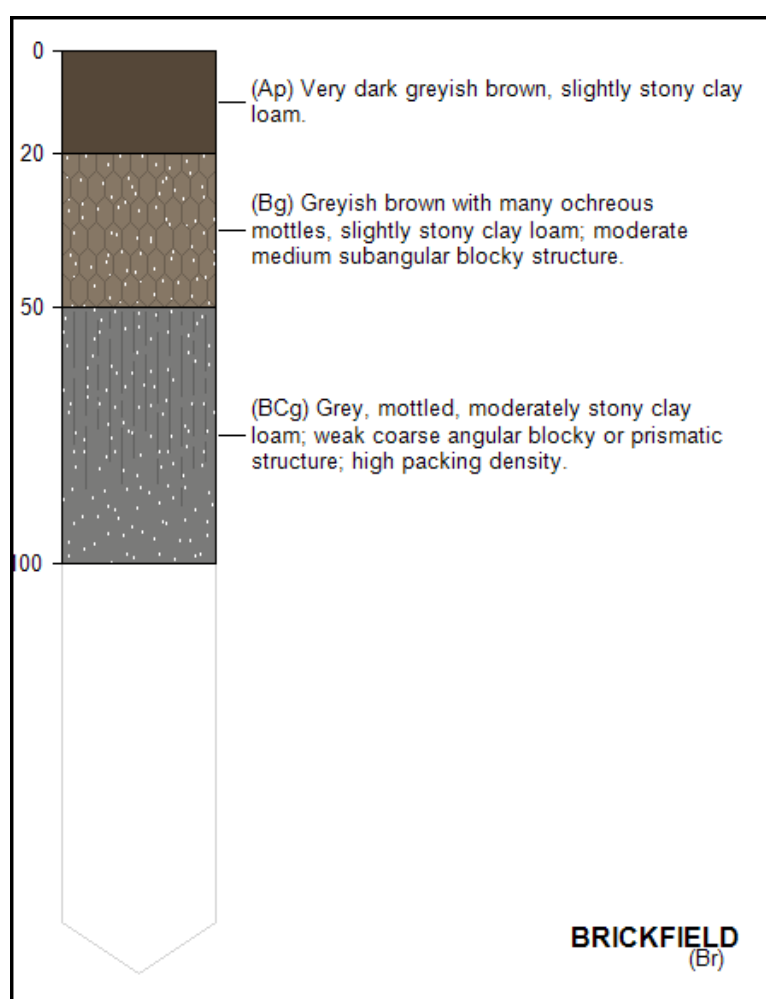 0
(Ap) Very dark greyish brown, slightly stony clay
loam.
20
(Bg) Greyish brown with many ochreous
mottles, slightly stony clay loam; moderate
medium subangular blocky structure.
50
(BCg) Grey, mottled, moderately stony clay
loam; weak coarse angular blocky or prismatic
structure; high packing density.
100
BRICKFIELD
(Br)